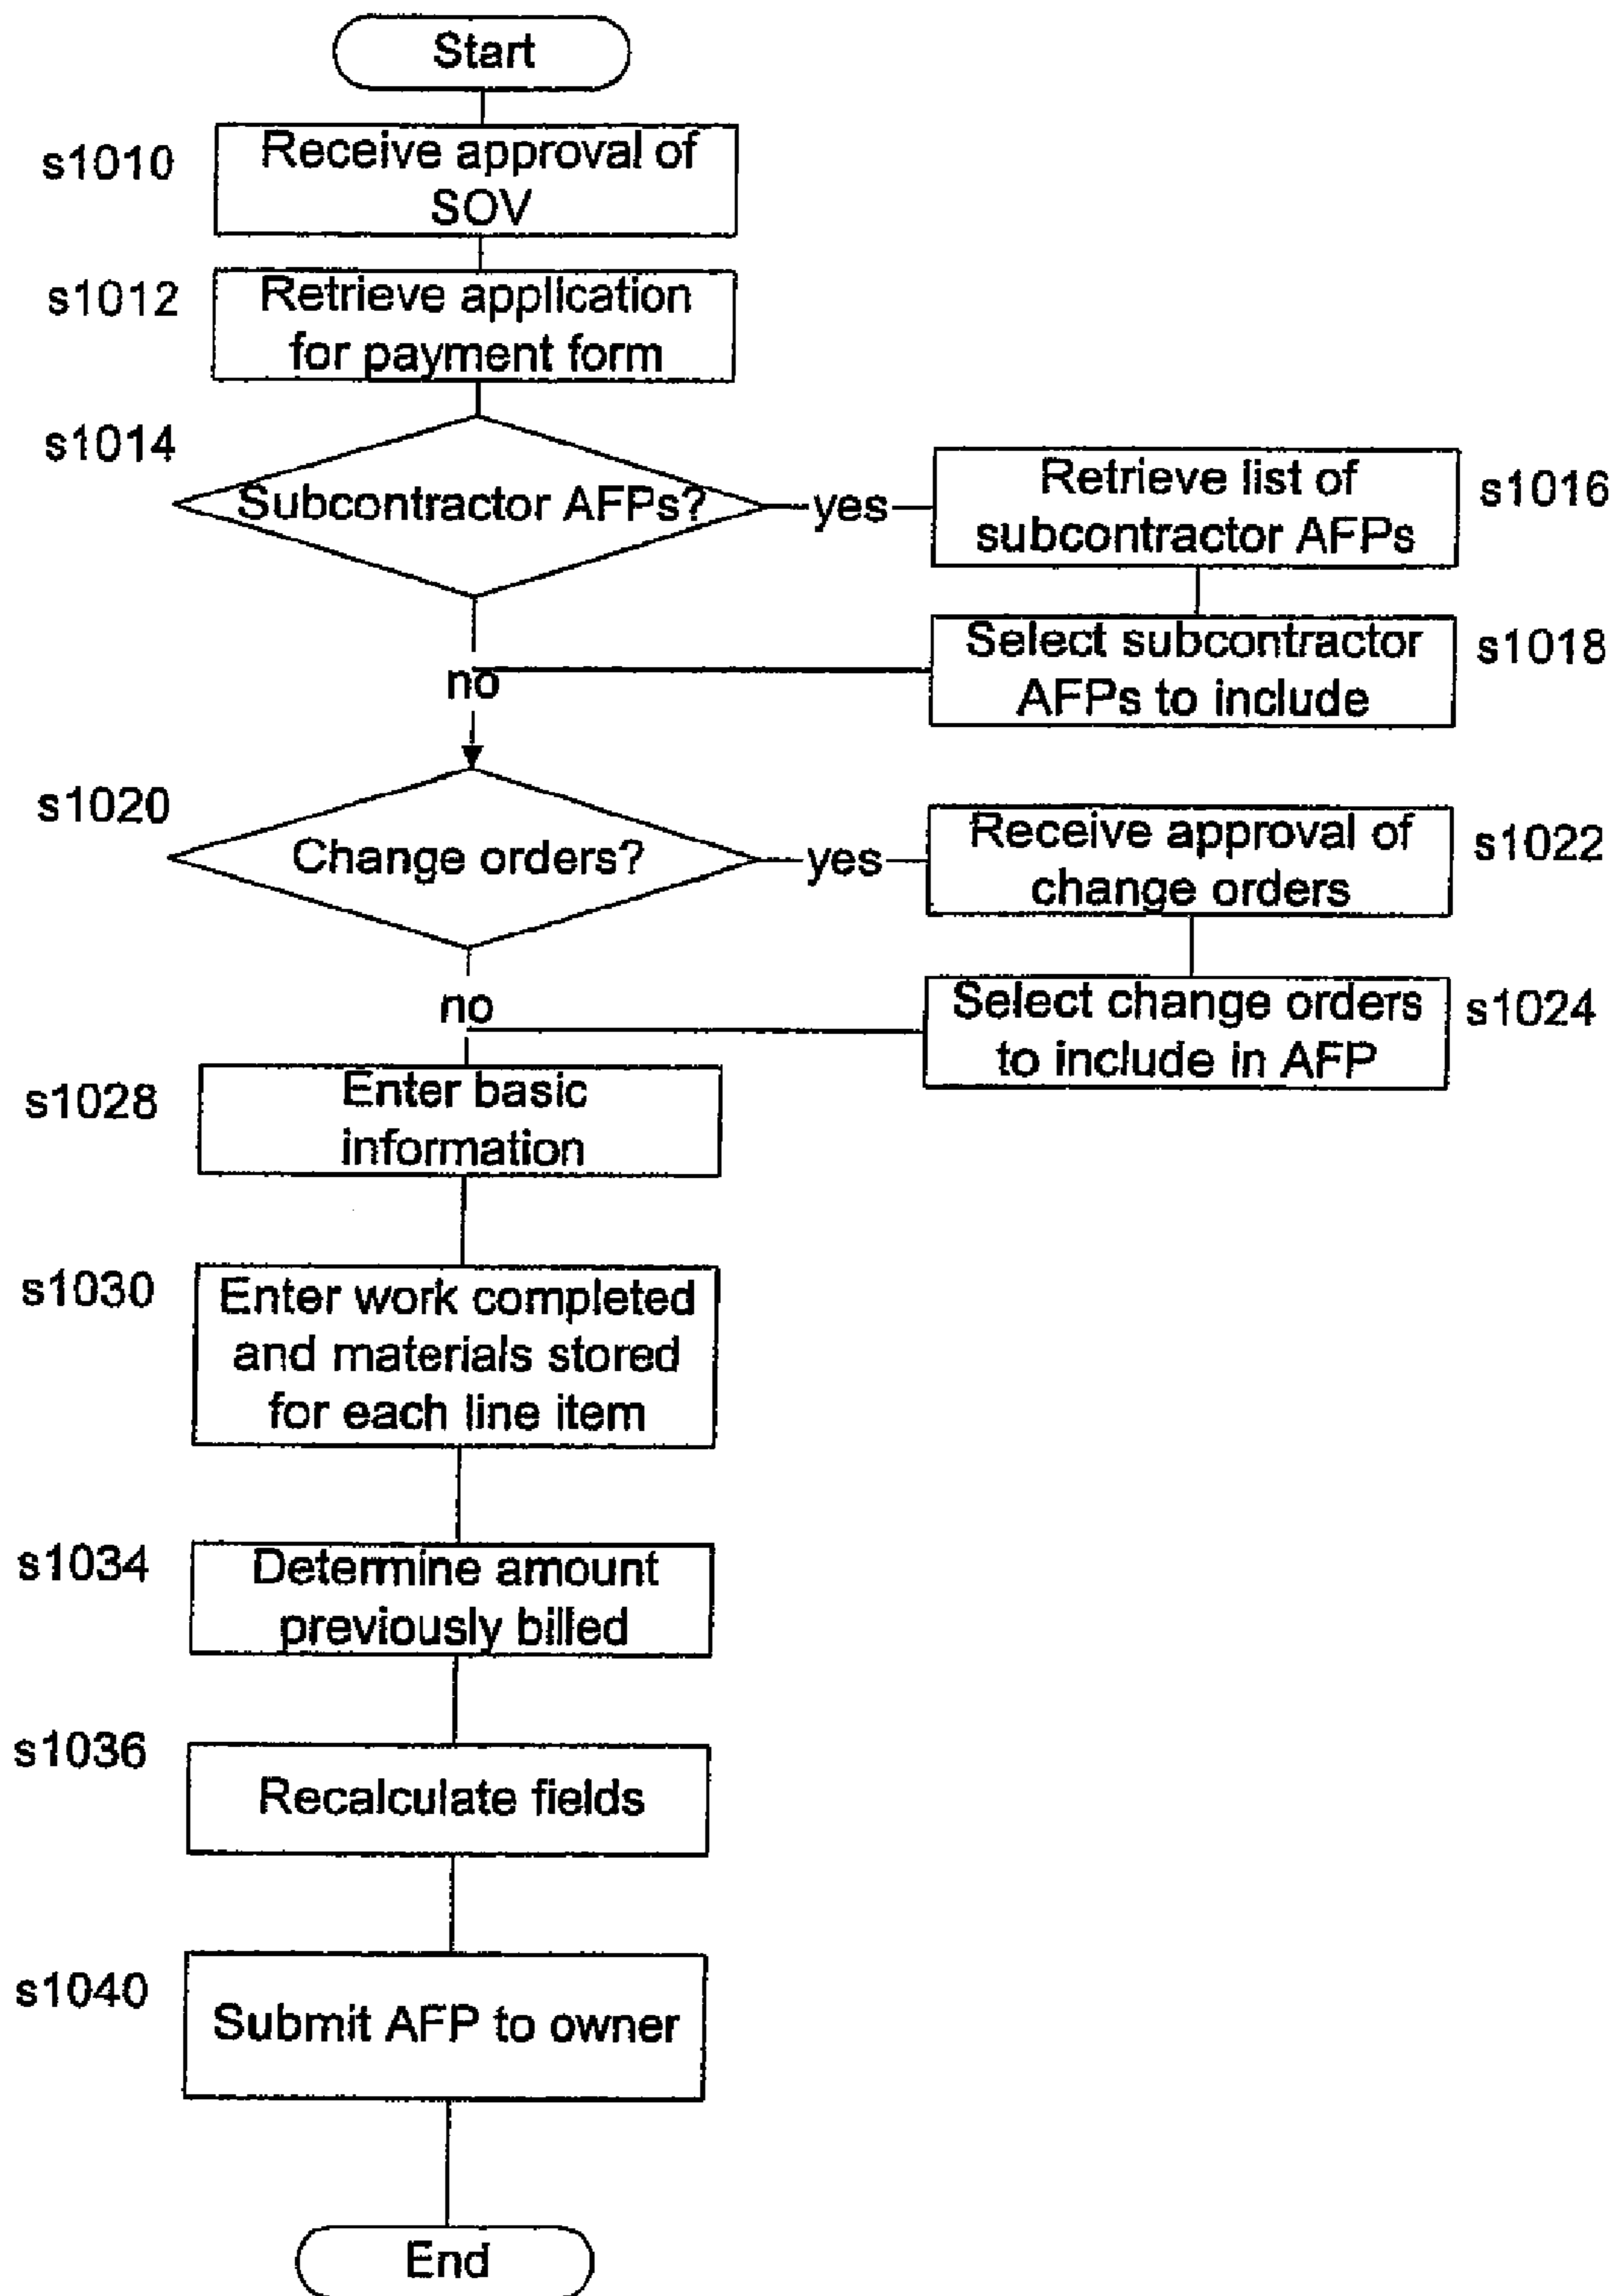 Start
s1010
Receive approval of
SOV
s1012
Retrieve application
for payment form
s1014
Subcontractor AFPs?
yes
Retrieve list of
subcontractor AFPs
s1016
Select subcontractor
AFPs to include
s1018
no
s1020
Change orders?
yes
Receive approval of
change orders
s1022
Select change orders
to include in AFP
s1024
no
s1028
Enter basic
information
s1030
Enter work completed
and materials stored
for each line item
s1034
Determine amount
previously billed
s1036
Recalculate fields
s1040
Submit AFP to owner
End